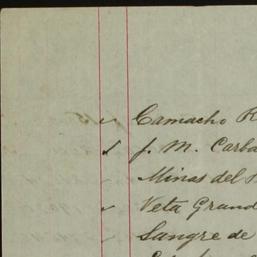 Camacho R
J. M. Carba
Minas del
Veta Grand
Sangre de